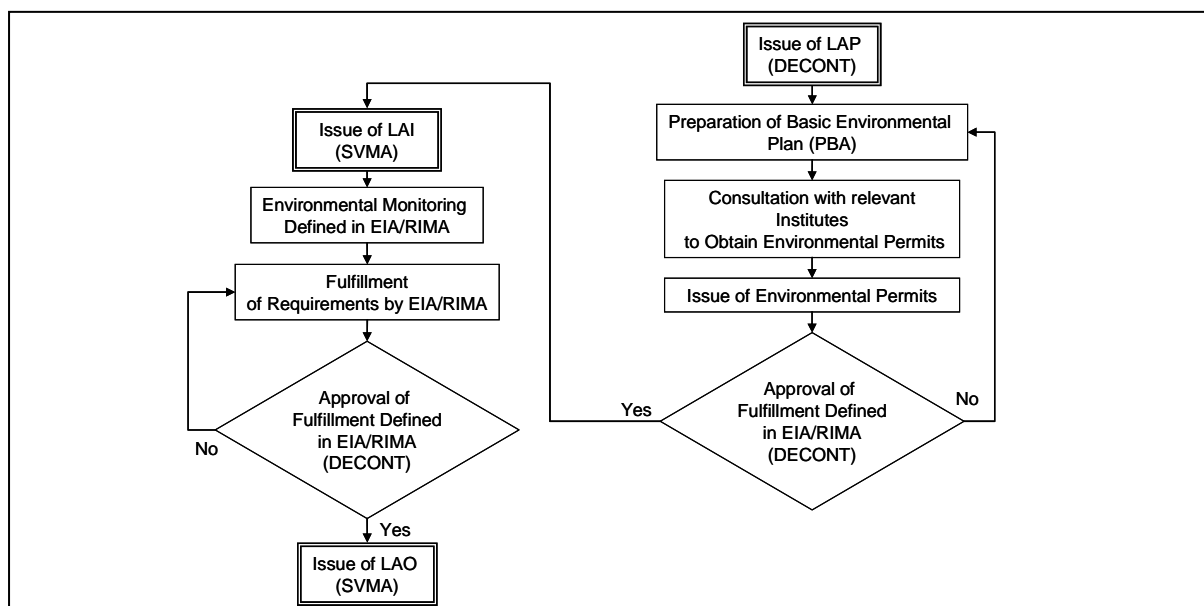 Issue of LAP
(DECONT)
Preparation of Basic Environmental
Plan (PBA)
Consultation with relevant
Institutes
to Obtain Environmental Permits
Issue of Environmental Permits
Approval of
Fulfillment Defined
in EIA/RIMA
(DECONT)
No
Yes
Issue of LAI
(SVMA)
Environmental Monitoring
Defined in EIA/RIMA
Fulfillment
of Requirements by EIA/RIMA
Approval of
Fulfillment Defined
in EIA/RIMA
(DECONT)
No
Yes
Issue of LAO
(SVMA)